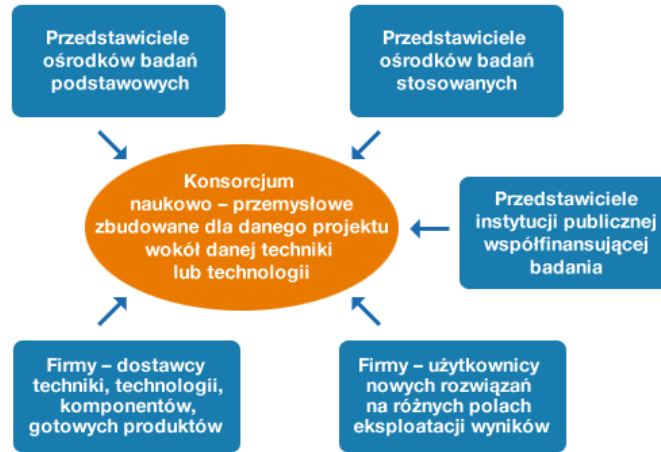 Przedstawiciele
ośrodków badań
podstawowych
Przedstawiciele
ośrodków badań
stosowanych
Konsorcjum
naukowo – przemysłowe
zbudowane dla danego projektu
wokół danej techniki
lub technologii
Przedstawiciele
instytucji publicznej
współfinansującej
badania
Firmy – dostawcy
techniki, technologii,
komponentów,
gotowych produktów
Firmy – użytkownicy
nowych rozwiązań
na różnych polach
eksploatacji wyników